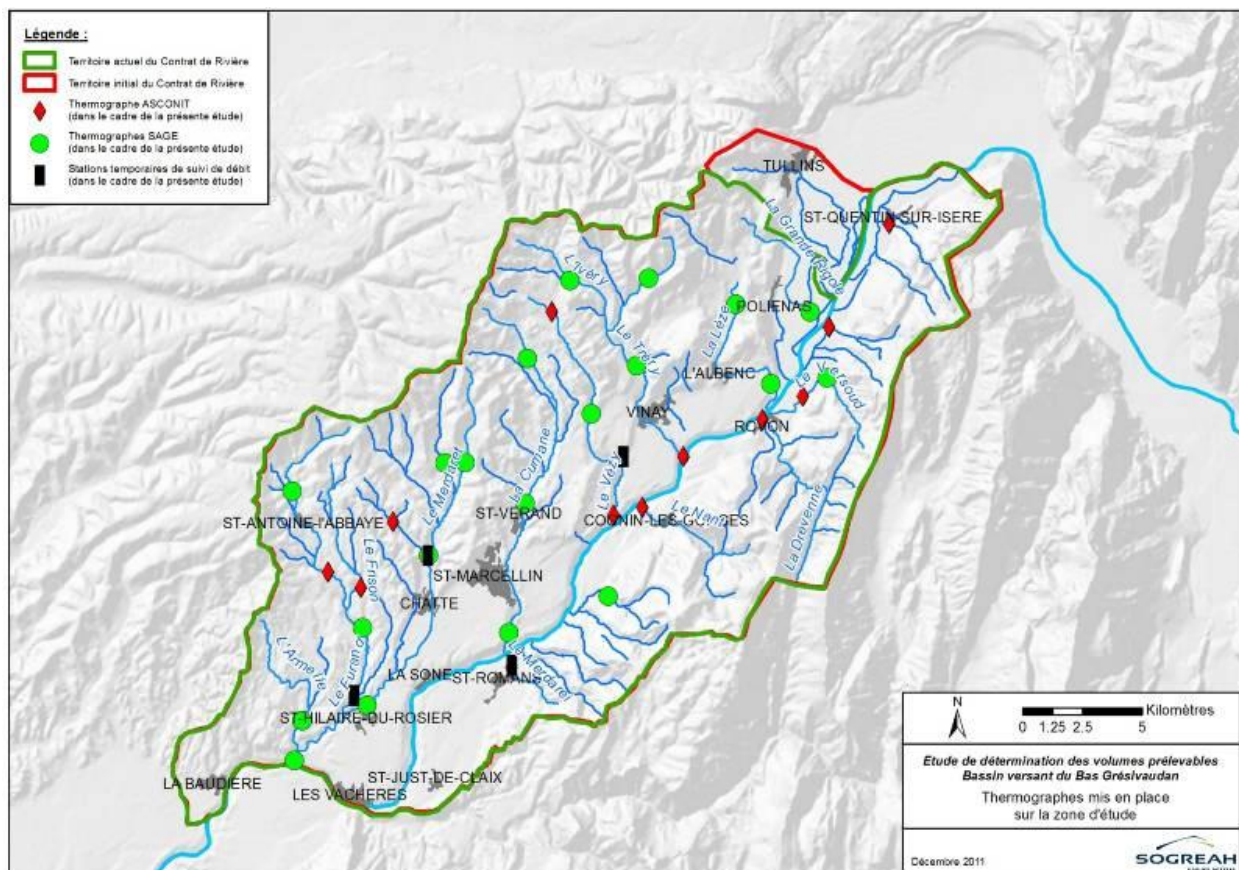 Légende :
Territoire actuel du Contrat de Rivière
Territoire initial du Contrat de Rivière
Thermographe ASCONIT
(dans le cadre de la présente étude)
Thermographes SAGE
(dans le cadre de la présente étude)
Stations temporaires de suivi de débit
(dans le cadre de la présente étude)
TULLINS
ST-QUENTIN-SUR-ISERE
La Grande Rigole
L'Ivéry
POLIENAS
La Lèze
Le Tréry
L'ALBENC
Le Versoud
VINAY
ROVON
La Cumane
Le Merdaret
Le Vézy
ST-VERAND
COGNIN-LES-GORGES
Le Nant
La Drevenne
ST-ANTOINE-l'ABBAYE
Le Frison
ST-MARCELLIN
CHATTE
L'Armelle
Le Furand
LA SONE
ST-ROMANS
Le Merdaret
ST-HILAIRE-DU-ROSIER
LA BAUDIERE
ST-JUST-DE-CLAIX
LES VACHERES
N
0 1.25 2.5 5 Kilomètres
Etude de détermination des volumes prélevables
Bassin versant du Bas Grésivaudan
Thermographes mis en place
sur la zone d'étude
Décembre 2011
SOGREAH